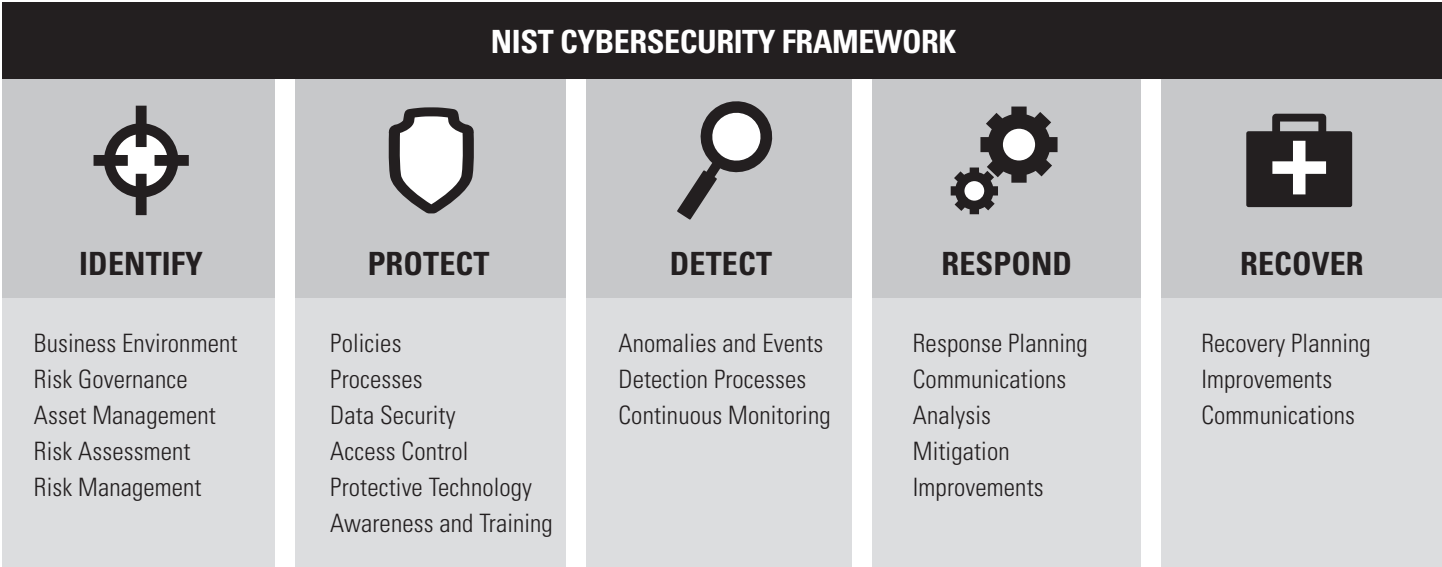 NIST CYBERSECURITY FRAMEWORK
IDENTIFY
Business Environment
Risk Governance
Asset Management
Risk Assessment
Risk Management
PROTECT
Policies
Processes
Data Security
Access Control
Protective Technology
Awareness and Training
DETECT
Anomalies and Events
Detection Processes
Continuous Monitoring
RESPOND
Response Planning
Communications
Analysis
Mitigation
Improvements
RECOVER
Recovery Planning
Improvements
Communications